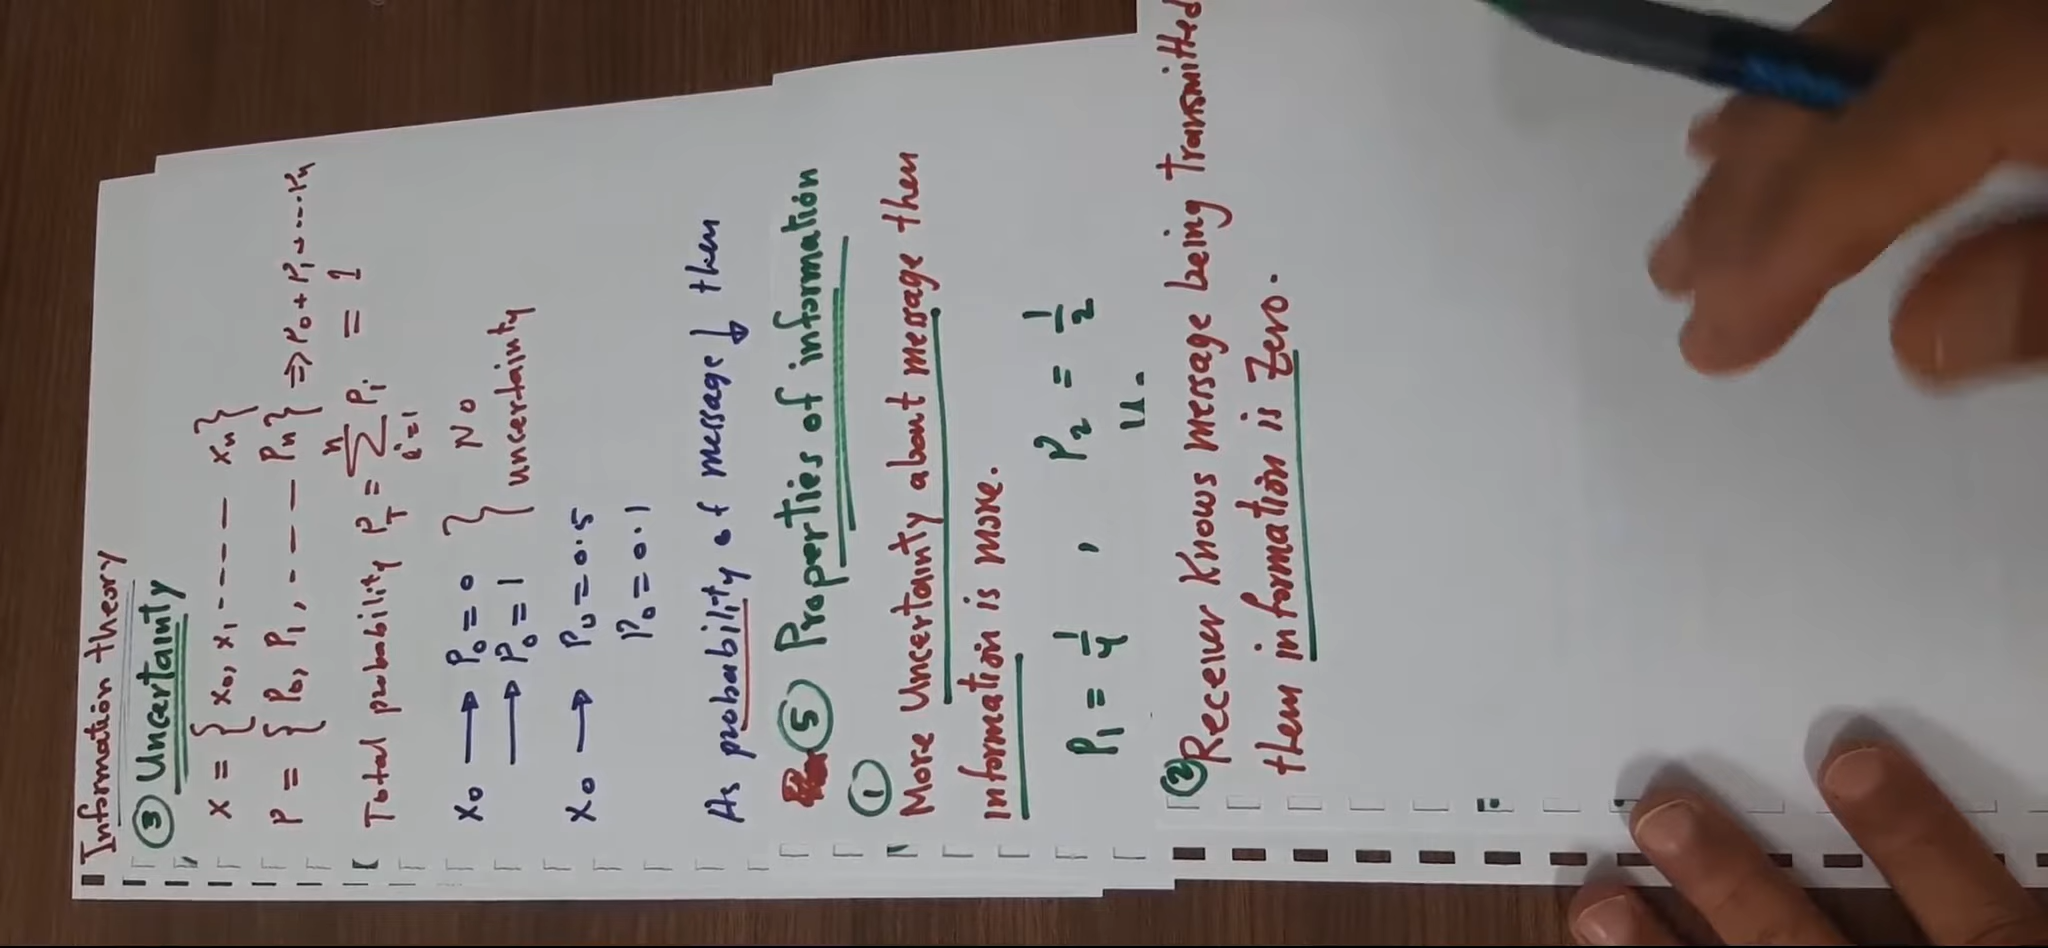 Information theory
③ Uncertainty
x = { x₀, x₁, ----- xₙ}
P = { P₀, P₁, - - - Pₙ} ⇒ P₀ + P₁ + ---- Pₙ
Total probability P_T = ∑ⁿᵢ₌₁ Pᵢ = 1
x₀ → P₀ = 0 } No
→ P₀ = 1 uncertainty
x₀ → P₀ = 0.5
P₀ = 0.1
As probability of message ↓ then
⑤ Properties of information
① More Uncertainty about message then
information is more.
P₁ = 1/4 , P₂ = 1/2
② Receiver Knows message being transmitted
then information is zero.